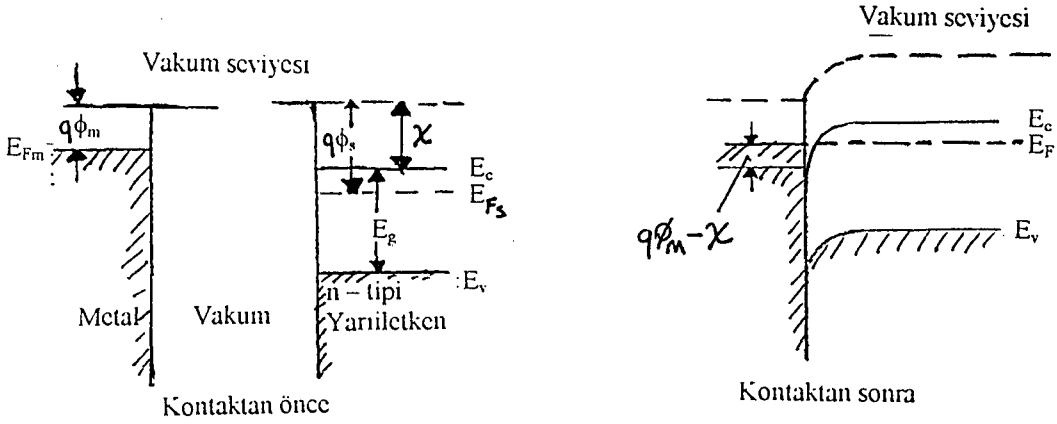 Vakum seviyesi
qϕm
EFm
qϕs
χ
Ec
EFs
Eg
Ev
n – tipi
Metal
Vakum
Yarıiletken
Kontaktan önce
Vakum seviyesi
Ec
EF
qϕm – χ
Ev
Kontaktan sonra